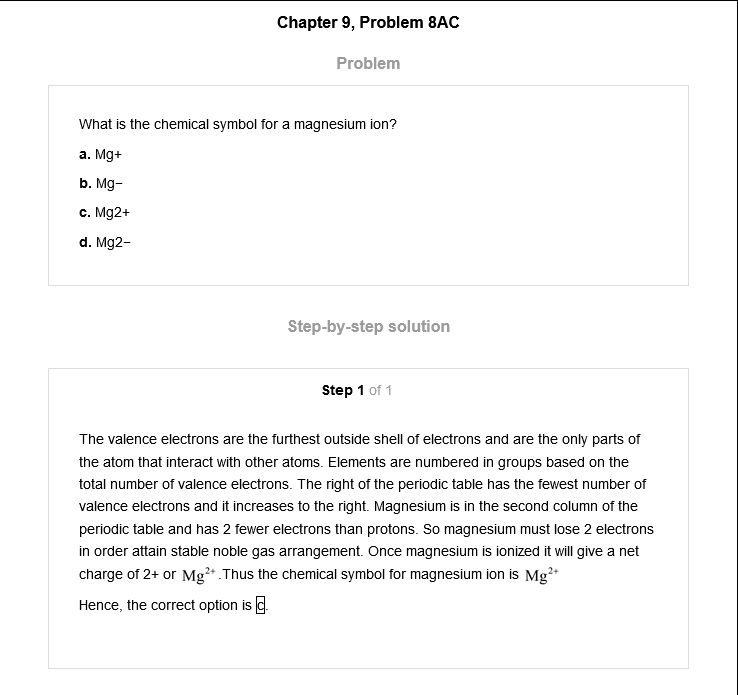 Chapter 9, Problem 8AC
Problem
What is the chemical symbol for a magnesium ion?
a. Mg+
b. Mg−
c. Mg2+
d. Mg2−
Step-by-step solution
Step 1 of 1
The valence electrons are the furthest outside shell of electrons and are the only parts of
the atom that interact with other atoms. Elements are numbered in groups based on the
total number of valence electrons. The right of the periodic table has the fewest number of
valence electrons and it increases to the right. Magnesium is in the second column of the
periodic table and has 2 fewer electrons than protons. So magnesium must lose 2 electrons
in order attain stable noble gas arrangement. Once magnesium is ionized it will give a net
charge of 2+ or Mg²⁺ .Thus the chemical symbol for magnesium ion is Mg²⁺
Hence, the correct option is c.